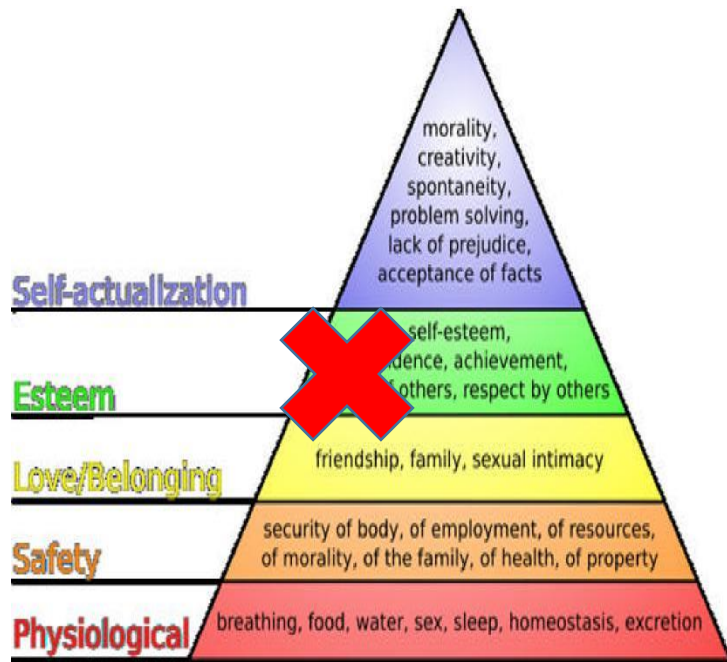 morality,
creativity,
spontaneity,
problem solving,
lack of prejudice,
acceptance of facts
Self-actualization
self-esteem,
achievement,
others, respect by others
Esteem
friendship, family, sexual intimacy
Love/Belonging
security of body, of employment, of resources,
of morality, of the family, of health, of property
Safety
breathing, food, water, sex, sleep, homeostasis, excretion
Physiological